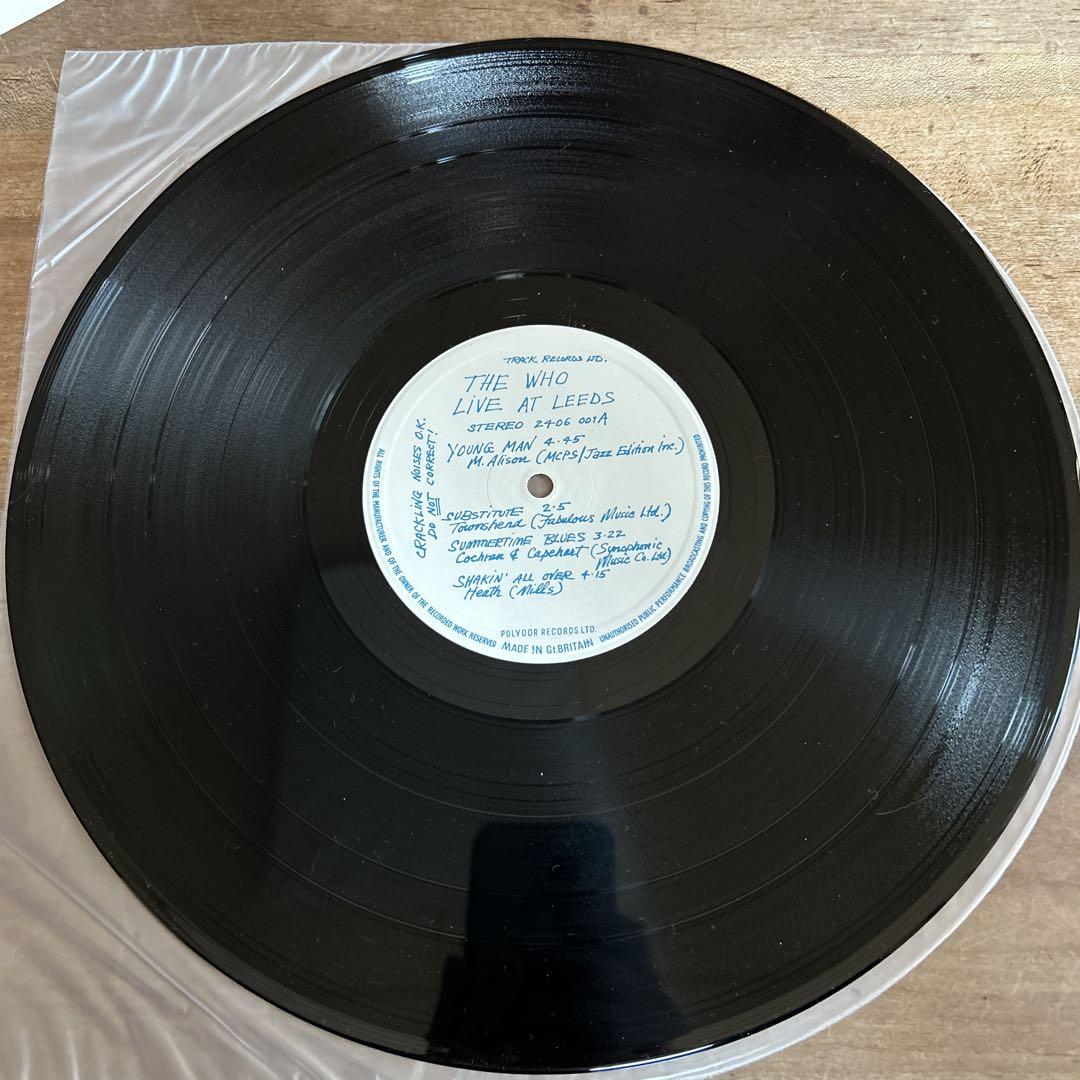 TRACK RECORDS LTD.
THE WHO
LIVE AT LEEDS
STEREO 2406 001A
YOUNG MAN 4.45
M. Alison (MCPS/Jazz Edition Inc.)
SUBSTITUTE 2.5
Townshend (Fabulous Music Ltd.)
SUMMERTIME BLUES 3.22
Cochran & Capehart (Synophonic
Music Co. Ltd)
SHAKIN' ALL OVER 4.15
Heath (Mills)
CRACKLING NOISES O.K.
DO NOT CORRECT!
POLYDOR RECORDS LTD.
MADE IN Gt.BRITAIN
ALL RIGHTS OF THE MANUFACTURER AND OF THE OWNER OF THE RECORDED WORK RESERVED
UNAUTHORISED PUBLIC PERFORMANCE BROADCASTING AND COPYING OF THIS RECORD PROHIBITED